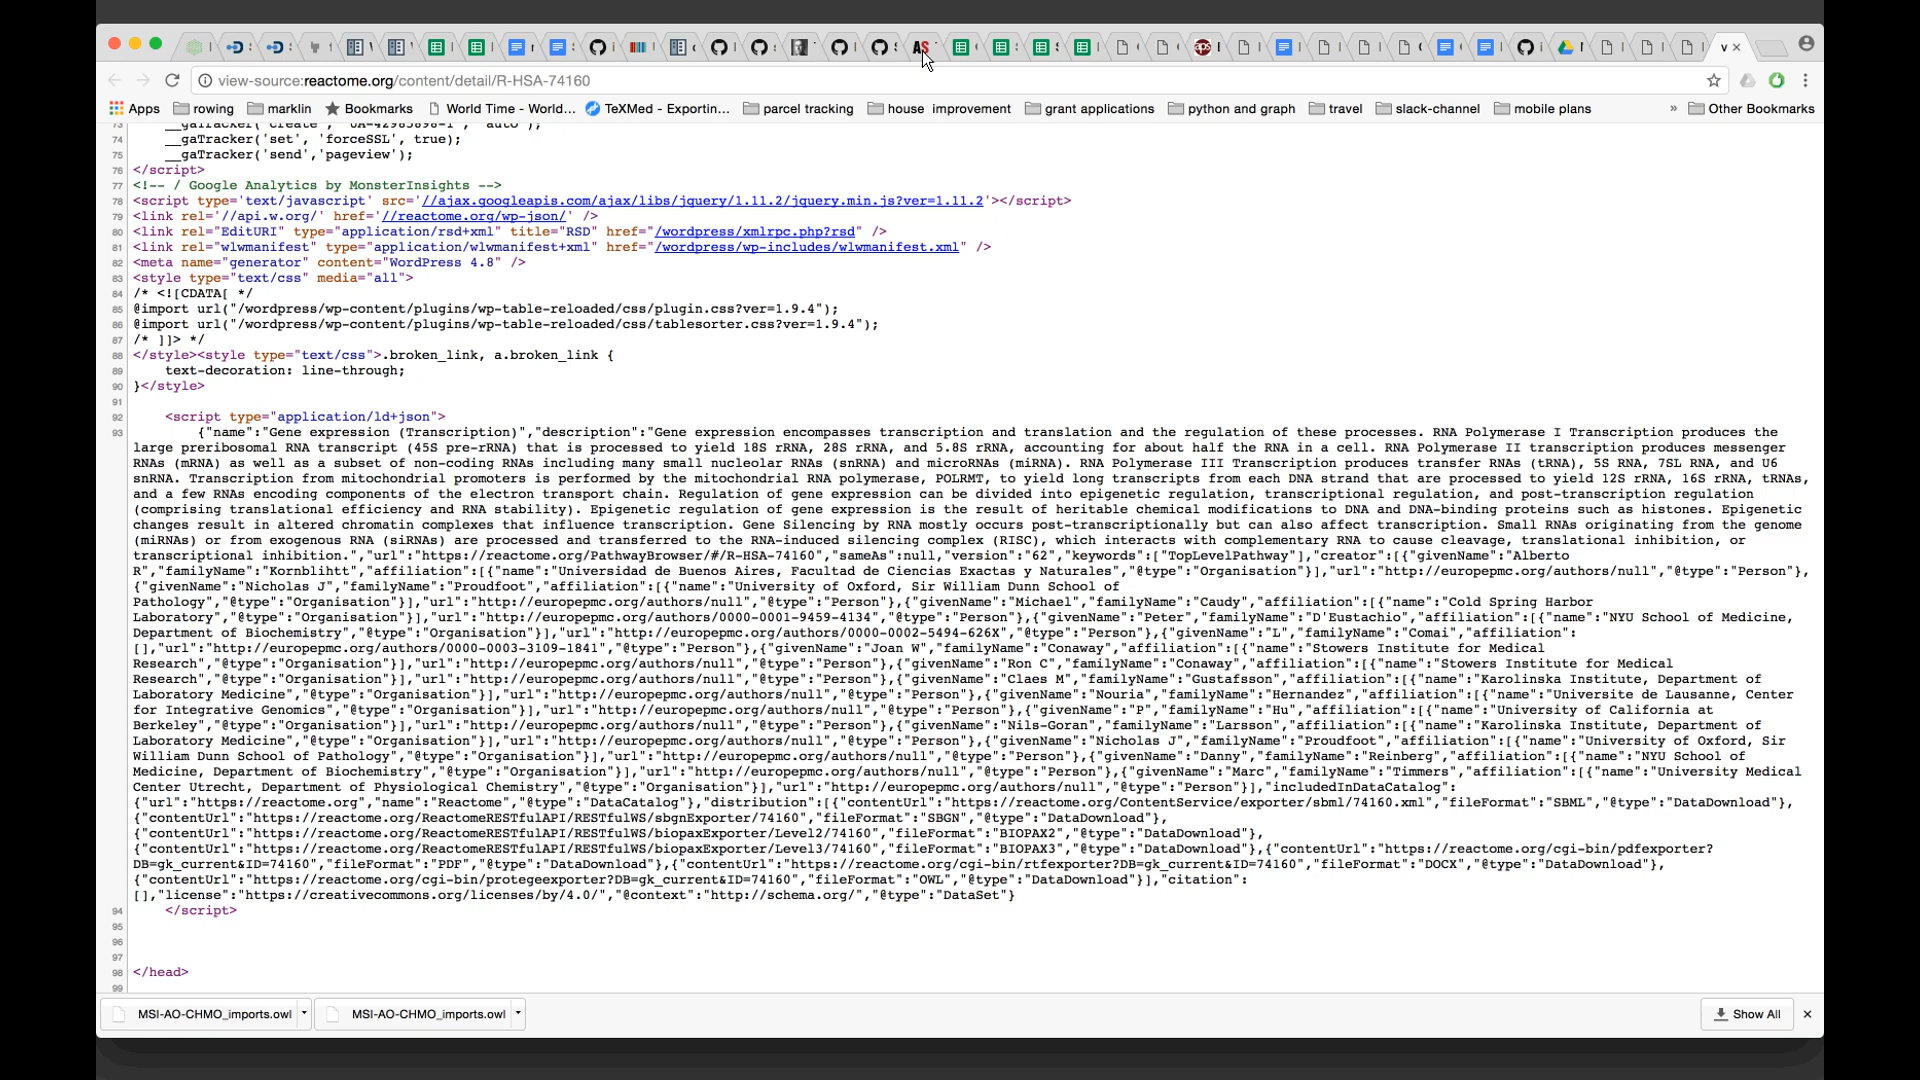 view-source:reactome.org/content/detail/R-HSA-74160
Apps rowing marklin Bookmarks World Time - World... TeXMed - Exportin... parcel tracking house improvement grant applications python and graph travel slack-channel mobile plans » Other Bookmarks
74 __gaTracker('set', 'forceSSL', true);
75 __gaTracker('send','pageview');
76 </script>
77 <!-- / Google Analytics by MonsterInsights -->
78 <script type='text/javascript' src='//ajax.googleapis.com/ajax/libs/jquery/1.11.2/jquery.min.js?ver=1.11.2'></script>
79 <link rel='//api.w.org/' href='//reactome.org/wp-json/' />
80 <link rel="EditURI" type="application/rsd+xml" title="RSD" href="/wordpress/xmlrpc.php?rsd" />
81 <link rel="wlwmanifest" type="application/wlwmanifest+xml" href="/wordpress/wp-includes/wlwmanifest.xml" />
82 <meta name="generator" content="WordPress 4.8" />
83 <style type="text/css" media="all">
84 /* <![CDATA[ */
85 @import url("/wordpress/wp-content/plugins/wp-table-reloaded/css/plugin.css?ver=1.9.4");
86 @import url("/wordpress/wp-content/plugins/wp-table-reloaded/css/tablesorter.css?ver=1.9.4");
87 /* ]]> */
88 </style><style type="text/css">.broken_link, a.broken_link {
89 text-decoration: line-through;
90 }</style>
91
92 <script type="application/ld+json">
93 {"name":"Gene expression (Transcription)","description":"Gene expression encompasses transcription and translation and the regulation of these processes. RNA Polymerase I Transcription produces the
large preribosomal RNA transcript (45S pre-rRNA) that is processed to yield 18S rRNA, 28S rRNA, and 5.8S rRNA, accounting for about half the RNA in a cell. RNA Polymerase II transcription produces messenger
RNAs (mRNA) as well as a subset of non-coding RNAs including many small nucleolar RNAs (snRNA) and microRNAs (miRNA). RNA Polymerase III Transcription produces transfer RNAs (tRNA), 5S RNA, 7SL RNA, and U6
snRNA. Transcription from mitochondrial promoters is performed by the mitochondrial RNA polymerase, POLRMT, to yield long transcripts from each DNA strand that are processed to yield 12S rRNA, 16S rRNA, tRNAs,
and a few RNAs encoding components of the electron transport chain. Regulation of gene expression can be divided into epigenetic regulation, transcriptional regulation, and post-transcription regulation
(comprising translational efficiency and RNA stability). Epigenetic regulation of gene expression is the result of heritable chemical modifications to DNA and DNA-binding proteins such as histones. Epigenetic
changes result in altered chromatin complexes that influence transcription. Gene Silencing by RNA mostly occurs post-transcriptionally but can also affect transcription. Small RNAs originating from the genome
(miRNAs) or from exogenous RNA (siRNAs) are processed and transferred to the RNA-induced silencing complex (RISC), which interacts with complementary RNA to cause cleavage, translational inhibition, or
transcriptional inhibition.","url":"https://reactome.org/PathwayBrowser/#/R-HSA-74160","sameAs":null,"version":"62","keywords":["TopLevelPathway"],"creator":[{"givenName":"Alberto
R","familyName":"Kornblihtt","affiliation":[{"name":"Universidad de Buenos Aires, Facultad de Ciencias Exactas y Naturales","@type":"Organisation"}],"url":"http://europepmc.org/authors/null","@type":"Person"},
{"givenName":"Nicholas J","familyName":"Proudfoot","affiliation":[{"name":"University of Oxford, Sir William Dunn School of
Pathology","@type":"Organisation"}],"url":"http://europepmc.org/authors/null","@type":"Person"},{"givenName":"Michael","familyName":"Caudy","affiliation":[{"name":"Cold Spring Harbor
Laboratory","@type":"Organisation"}],"url":"http://europepmc.org/authors/0000-0001-9459-4134","@type":"Person"},{"givenName":"Peter","familyName":"D'Eustachio","affiliation":[{"name":"NYU School of Medicine,
Department of Biochemistry","@type":"Organisation"}],"url":"http://europepmc.org/authors/0000-0002-5494-626X","@type":"Person"},{"givenName":"L","familyName":"Comai","affiliation":
[],"url":"http://europepmc.org/authors/0000-0003-3109-1841","@type":"Person"},{"givenName":"Joan W","familyName":"Conaway","affiliation":[{"name":"Stowers Institute for Medical
Research","@type":"Organisation"}],"url":"http://europepmc.org/authors/null","@type":"Person"},{"givenName":"Ron C","familyName":"Conaway","affiliation":[{"name":"Stowers Institute for Medical
Research","@type":"Organisation"}],"url":"http://europepmc.org/authors/null","@type":"Person"},{"givenName":"Claes M","familyName":"Gustafsson","affiliation":[{"name":"Karolinska Institute, Department of
Laboratory Medicine","@type":"Organisation"}],"url":"http://europepmc.org/authors/null","@type":"Person"},{"givenName":"Nouria","familyName":"Hernandez","affiliation":[{"name":"Universite de Lausanne, Center
for Integrative Genomics","@type":"Organisation"}],"url":"http://europepmc.org/authors/null","@type":"Person"},{"givenName":"P","familyName":"Hu","affiliation":[{"name":"University of California at
Berkeley","@type":"Organisation"}],"url":"http://europepmc.org/authors/null","@type":"Person"},{"givenName":"Nils-Goran","familyName":"Larsson","affiliation":[{"name":"Karolinska Institute, Department of
Laboratory Medicine","@type":"Organisation"}],"url":"http://europepmc.org/authors/null","@type":"Person"},{"givenName":"Nicholas J","familyName":"Proudfoot","affiliation":[{"name":"University of Oxford, Sir
William Dunn School of Pathology","@type":"Organisation"}],"url":"http://europepmc.org/authors/null","@type":"Person"},{"givenName":"Danny","familyName":"Reinberg","affiliation":[{"name":"NYU School of
Medicine, Department of Biochemistry","@type":"Organisation"}],"url":"http://europepmc.org/authors/null","@type":"Person"},{"givenName":"Marc","familyName":"Timmers","affiliation":[{"name":"University Medical
Center Utrecht, Department of Physiological Chemistry","@type":"Organisation"}],"url":"http://europepmc.org/authors/null","@type":"Person"}],"includedInDataCatalog":
{"url":"https://reactome.org","name":"Reactome","@type":"DataCatalog"},"distribution":[{"contentUrl":"https://reactome.org/ContentService/exporter/sbml/74160.xml","fileFormat":"SBML","@type":"DataDownload"},
{"contentUrl":"https://reactome.org/ReactomeRESTfulAPI/RESTfulWS/sbgnExporter/74160","fileFormat":"SBGN","@type":"DataDownload"},
{"contentUrl":"https://reactome.org/ReactomeRESTfulAPI/RESTfulWS/biopaxExporter/Level2/74160","fileFormat":"BIOPAX2","@type":"DataDownload"},
{"contentUrl":"https://reactome.org/ReactomeRESTfulAPI/RESTfulWS/biopaxExporter/Level3/74160","fileFormat":"BIOPAX3","@type":"DataDownload"},{"contentUrl":"https://reactome.org/cgi-bin/pdfexporter?
DB=gk_current&ID=74160","fileFormat":"PDF","@type":"DataDownload"},{"contentUrl":"https://reactome.org/cgi-bin/rtfexporter?DB=gk_current&ID=74160","fileFormat":"DOCX","@type":"DataDownload"},
{"contentUrl":"https://reactome.org/cgi-bin/protegeexporter?DB=gk_current&ID=74160","fileFormat":"OWL","@type":"DataDownload"}],"citation":
[],"license":"https://creativecommons.org/licenses/by/4.0/","@context":"http://schema.org/","@type":"DataSet"}
94 </script>
95
96
97
98 </head>
99
MSI-AO-CHMO_imports.owl MSI-AO-CHMO_imports.owl Show All